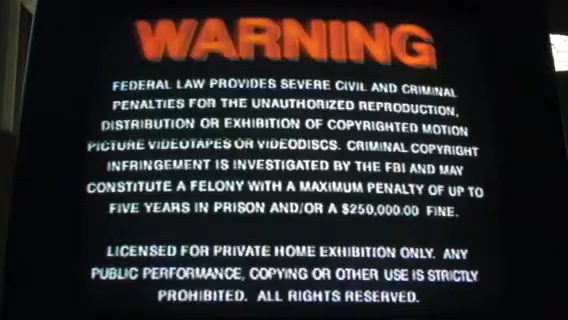 WARNING
FEDERAL LAW PROVIDES SEVERE CIVIL AND CRIMINAL
PENALTIES FOR THE UNAUTHORIZED REPRODUCTION,
DISTRIBUTION OR EXHIBITION OF COPYRIGHTED MOTION
PICTURE VIDEOTAPES OR VIDEODISCS. CRIMINAL COPYRIGHT
INFRINGEMENT IS INVESTIGATED BY THE FBI AND MAY
CONSTITUTE A FELONY WITH A MAXIMUM PENALTY OF UP TO
FIVE YEARS IN PRISON AND/OR A $250,000.00 FINE.
LICENSED FOR PRIVATE HOME EXHIBITION ONLY. ANY
PUBLIC PERFORMANCE, COPYING OR OTHER USE IS STRICTLY
PROHIBITED. ALL RIGHTS RESERVED.